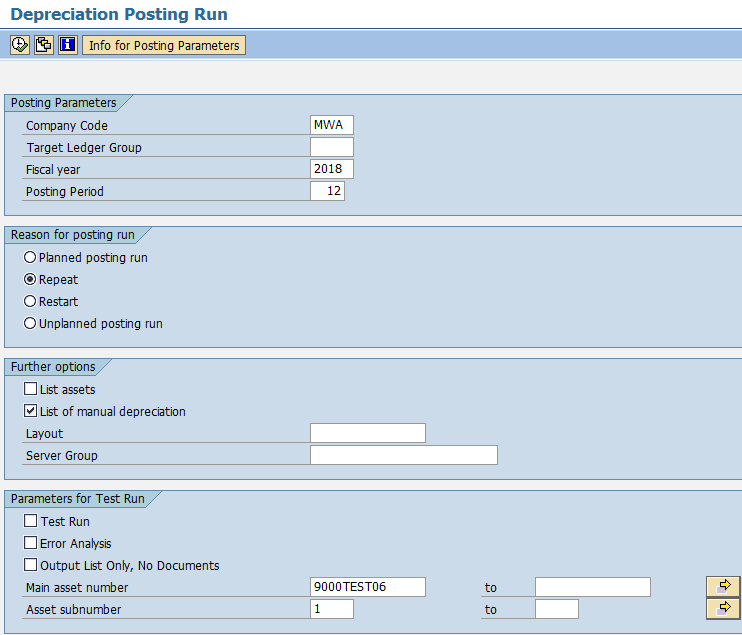 Depreciation Posting Run
Info for Posting Parameters
Posting Parameters
Company Code MWA
Target Ledger Group
Fiscal year 2018
Posting Period 12
Reason for posting run
Planned posting run
Repeat
Restart
Unplanned posting run
Further options
List assets
List of manual depreciation
Layout
Server Group
Parameters for Test Run
Test Run
Error Analysis
Output List Only, No Documents
Main asset number 9000TEST06 to
Asset subnumber 1 to